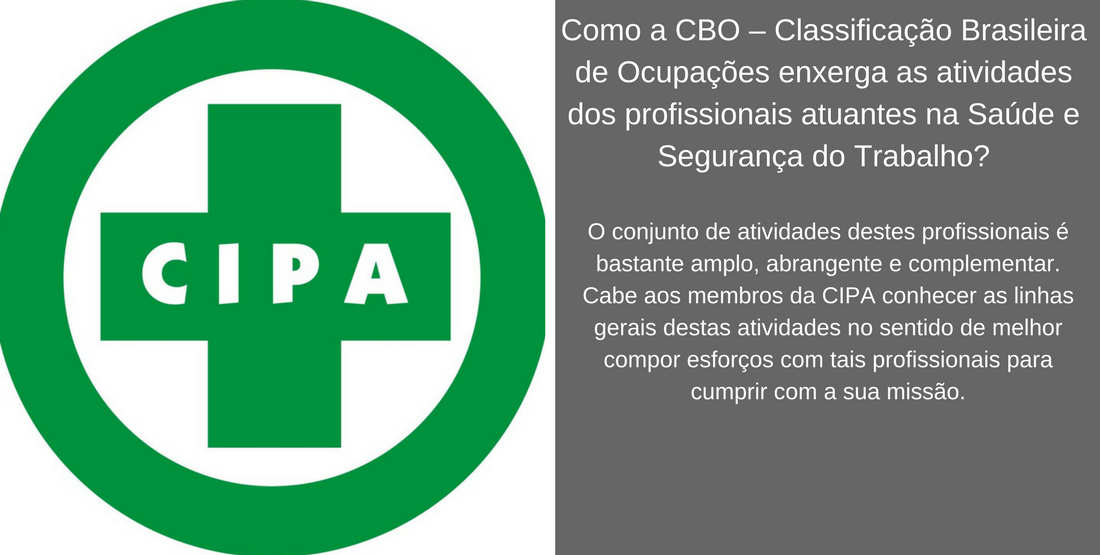 CIPA
Como a CBO – Classificação Brasileira
de Ocupações enxerga as atividades
dos profissionais atuantes na Saúde e
Segurança do Trabalho?
O conjunto de atividades destes profissionais é
bastante amplo, abrangente e complementar.
Cabe aos membros da CIPA conhecer as linhas
gerais destas atividades no sentido de melhor
compor esforços com tais profissionais para
cumprir com a sua missão.